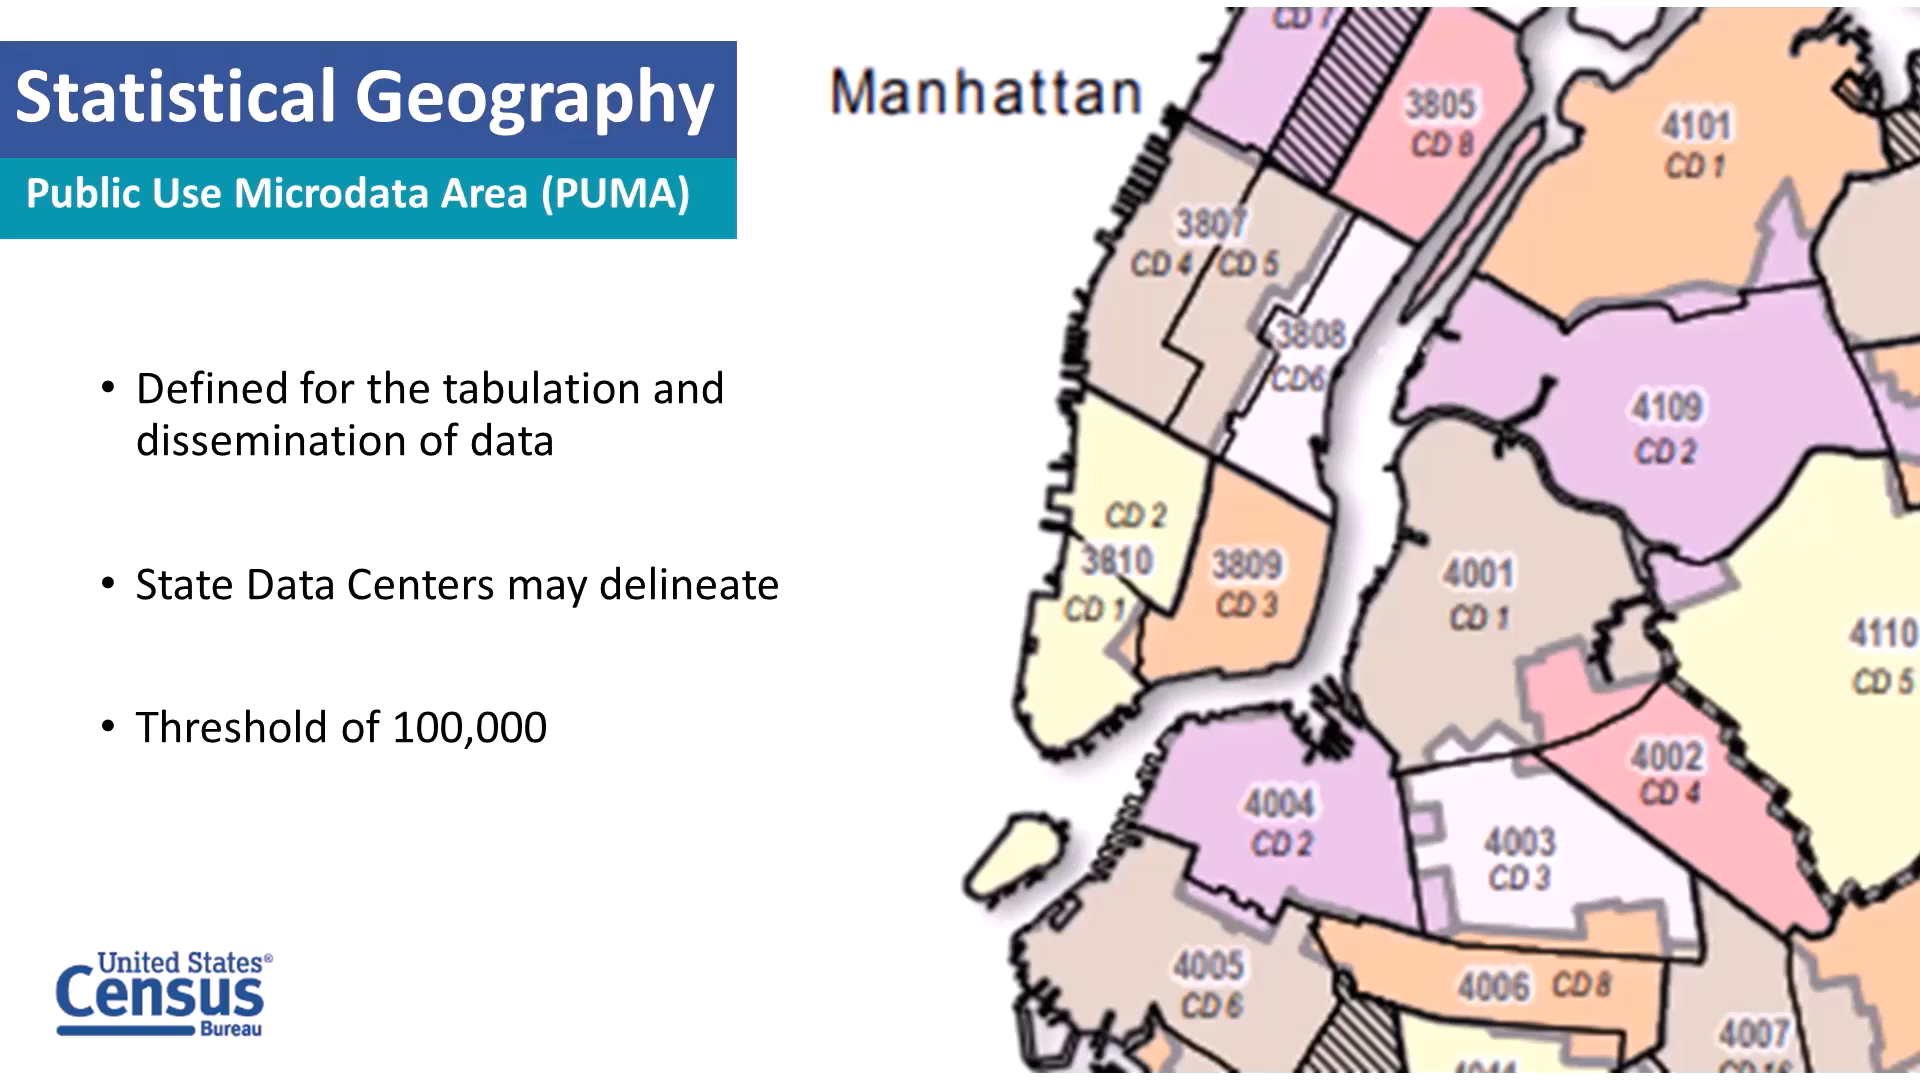 Statistical Geography
Public Use Microdata Area (PUMA)
• Defined for the tabulation and
dissemination of data
• State Data Centers may delineate
• Threshold of 100,000
United States®
Census
Bureau
Manhattan
CD 7
3805
CD 8
4101
CD 1
3807
CD 4 CD 5
3808
CD6
4109
CD 2
CD 2
3810
CD 1
3809
CD 3
4001
CD 1
4110
CD 5
4002
CD 4
4004
CD 2
4003
CD 3
4005
CD 6
4006 CD 8
4007